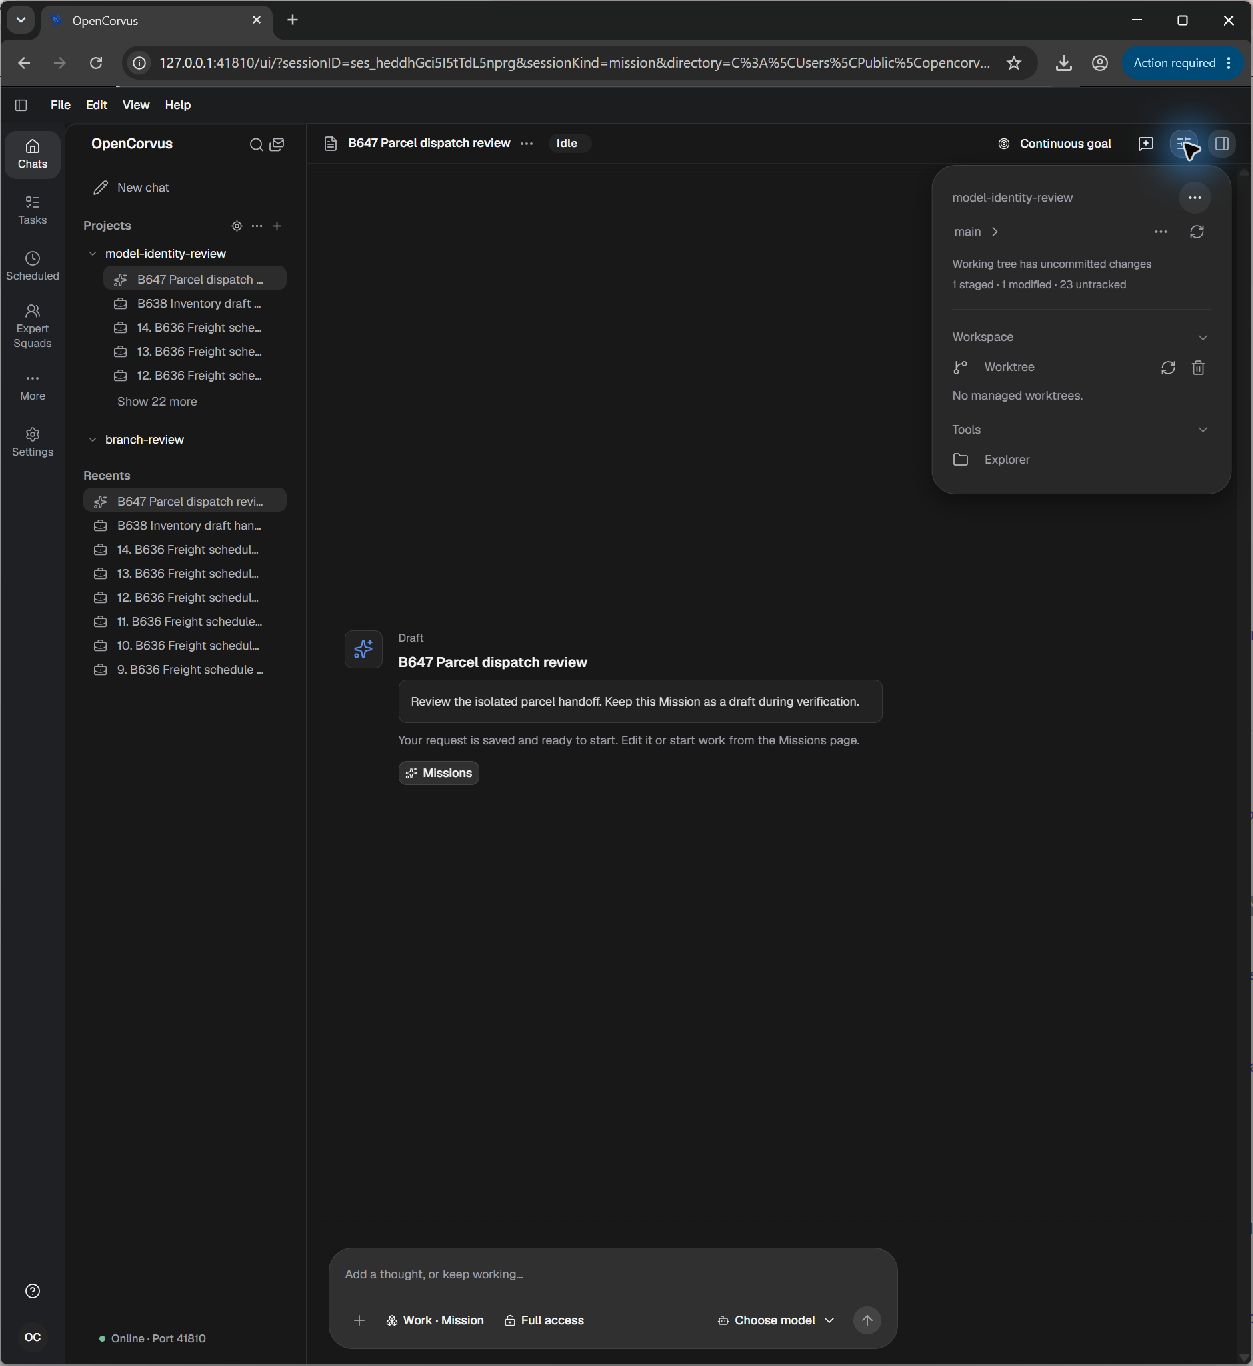 OpenCorvus
127.0.0.1:41810/ui/?sessionID=ses_heddhGci5I5tTdL5nprg&sessionKind=mission&directory=C%3A%5CUsers%5CPublic%5Copencorv...
Action required
File Edit View Help
Chats
Tasks
Scheduled
Expert
Squads
More
Settings
OC
OpenCorvus
New chat
Projects
model-identity-review
B647 Parcel dispatch ...
B638 Inventory draft ...
14. B636 Freight sche...
13. B636 Freight sche...
12. B636 Freight sche...
Show 22 more
branch-review
Recents
B647 Parcel dispatch revi...
B638 Inventory draft han...
14. B636 Freight schedul...
13. B636 Freight schedul...
12. B636 Freight schedul...
11. B636 Freight schedule...
10. B636 Freight schedul...
9. B636 Freight schedule ...
Online · Port 41810
B647 Parcel dispatch review ... Idle
Continuous goal
model-identity-review
main
Working tree has uncommitted changes
1 staged · 1 modified · 23 untracked
Workspace
Worktree
No managed worktrees.
Tools
Explorer
Draft
B647 Parcel dispatch review
Review the isolated parcel handoff. Keep this Mission as a draft during verification.
Your request is saved and ready to start. Edit it or start work from the Missions page.
Missions
Add a thought, or keep working...
Work · Mission Full access Choose model